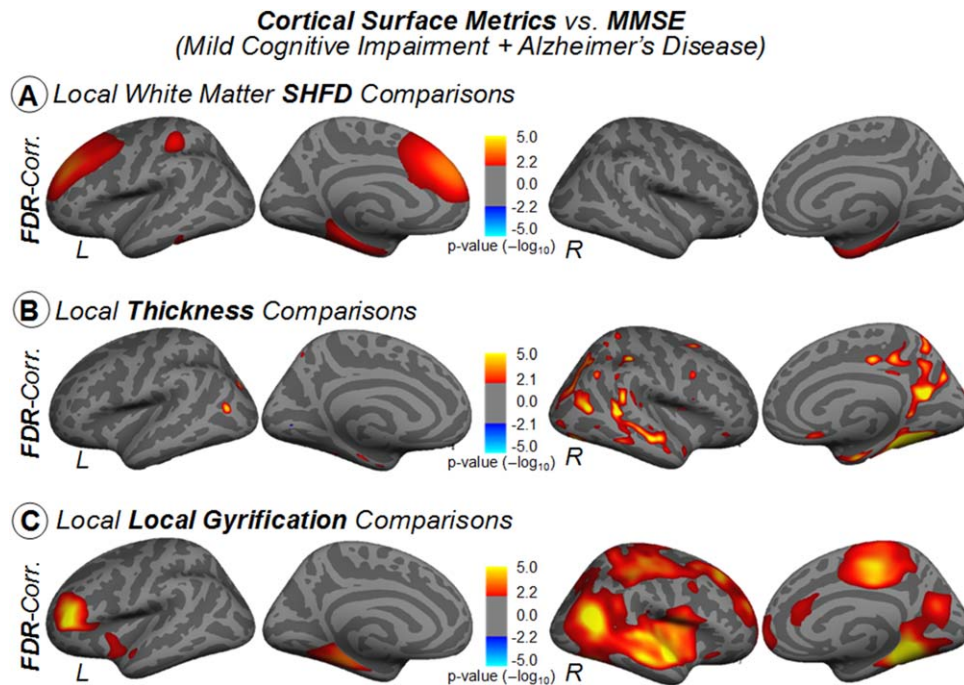 Cortical Surface Metrics vs. MMSE
(Mild Cognitive Impairment + Alzheimer's Disease)
A Local White Matter SHFD Comparisons
FDR-Corr.
5.0
2.2
0.0
-2.2
-5.0
p-value (–log10)
L
R
B Local Thickness Comparisons
FDR-Corr.
5.0
2.1
0.0
-2.1
-5.0
p-value (–log10)
L
R
C Local Local Gyrification Comparisons
FDR-Corr.
5.0
2.2
0.0
-2.2
-5.0
p-value (–log10)
L
R